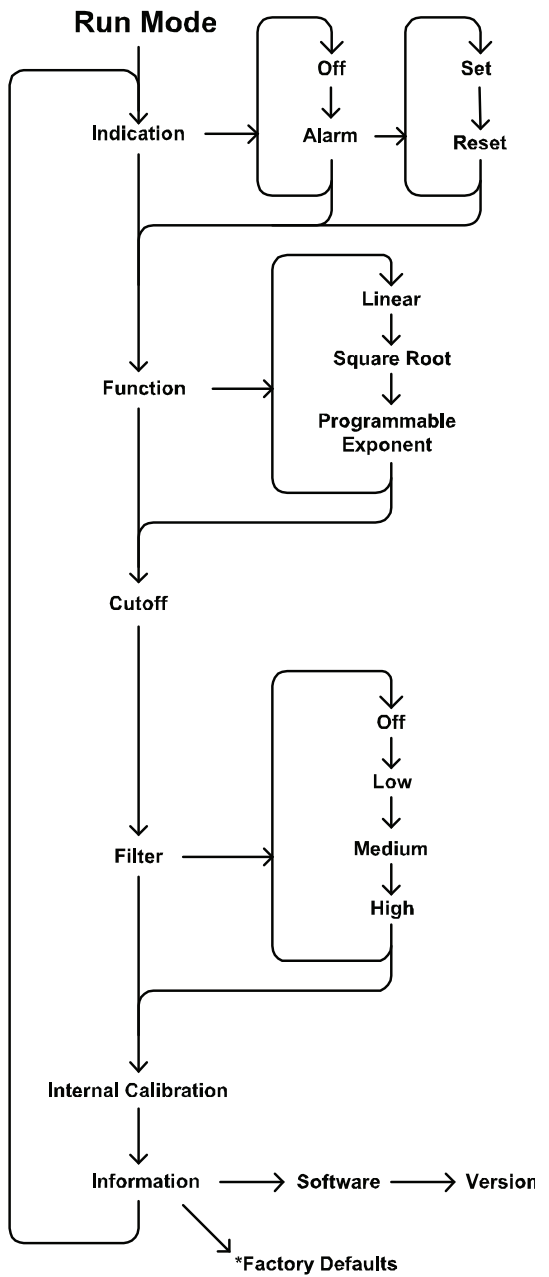 Run Mode
Off
Set
Indication
Alarm
Reset
Linear
Square Root
Function
Programmable
Exponent
Cutoff
Off
Low
Filter
Medium
High
Internal Calibration
Information
Software
Version
*Factory Defaults